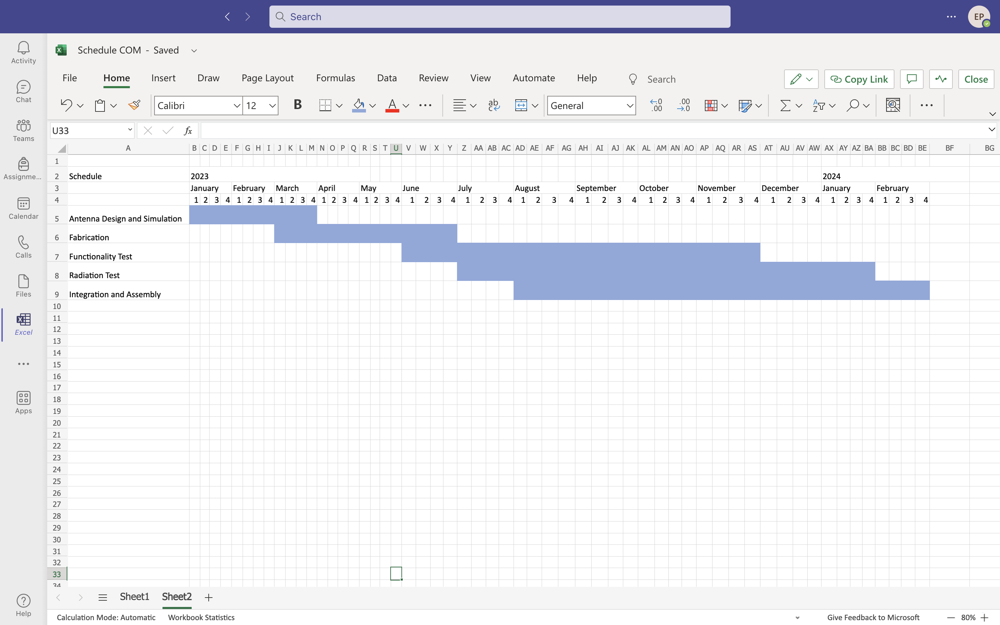 Search
EP
Activity
Chat
Teams
Assignme...
Calendar
Calls
Files
Excel
Apps
Help
Schedule COM - Saved
File Home Insert Draw Page Layout Formulas Data Review View Automate Help Search Copy Link Close
Calibri 12 B A ab c General .00 .00
U33 fx
A B C D E F G H I J K L M N O P Q R S T U V W X Y Z AA AB AC AD AE AF AG AH AI AJ AK AL AM AN AO AP AQ AR AS AT AU AV AW AX AY AZ BA BB BC BD BE BF BG
1
2 Schedule 2023 2024
3 January February March April May June July August September October November December January February
4 1 2 3 4 1 2 3 4 1 2 3 4 1 2 3 4 1 2 3 4 1 2 3 4 1 2 3 4 1 2 3 4 1 2 3 4 1 2 3 4 1 2 3 4 1 2 3 4 1 2 3 4 1 2 3 4
5 Antenna Design and Simulation
6 Fabrication
7 Functionality Test
8 Radiation Test
9 Integration and Assembly
10
11
12
13
14
15
16
17
18
19
20
21
22
23
24
25
26
27
28
29
30
31
32
33
34
Sheet1 Sheet2
Calculation Mode: Automatic Workbook Statistics Give Feedback to Microsoft 80%